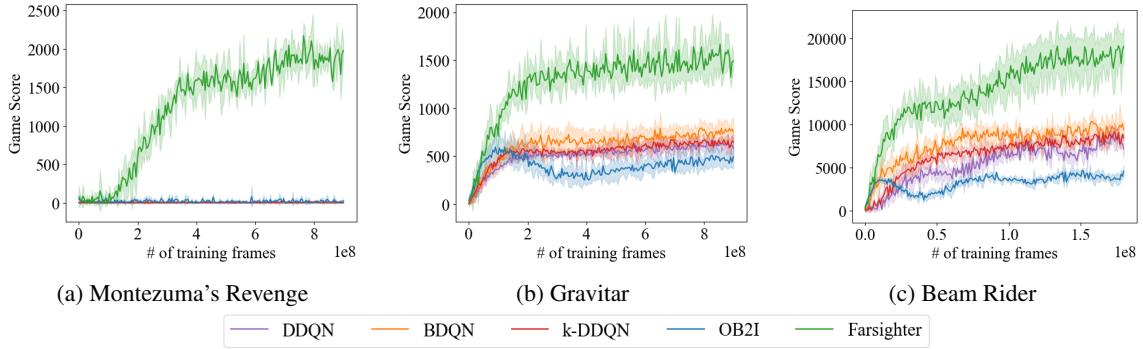 2500
2000
1500
1000
500
0
Game Score
0 2 4 6 8
1e8
# of training frames
(a) Montezuma's Revenge
2000
1500
1000
500
0
Game Score
0 2 4 6 8
1e8
# of training frames
(b) Gravitar
20000
15000
10000
5000
0
Game Score
0.0 0.5 1.0 1.5
1e8
# of training frames
(c) Beam Rider
DDQN BDQN k-DDQN OB2I Farsighter